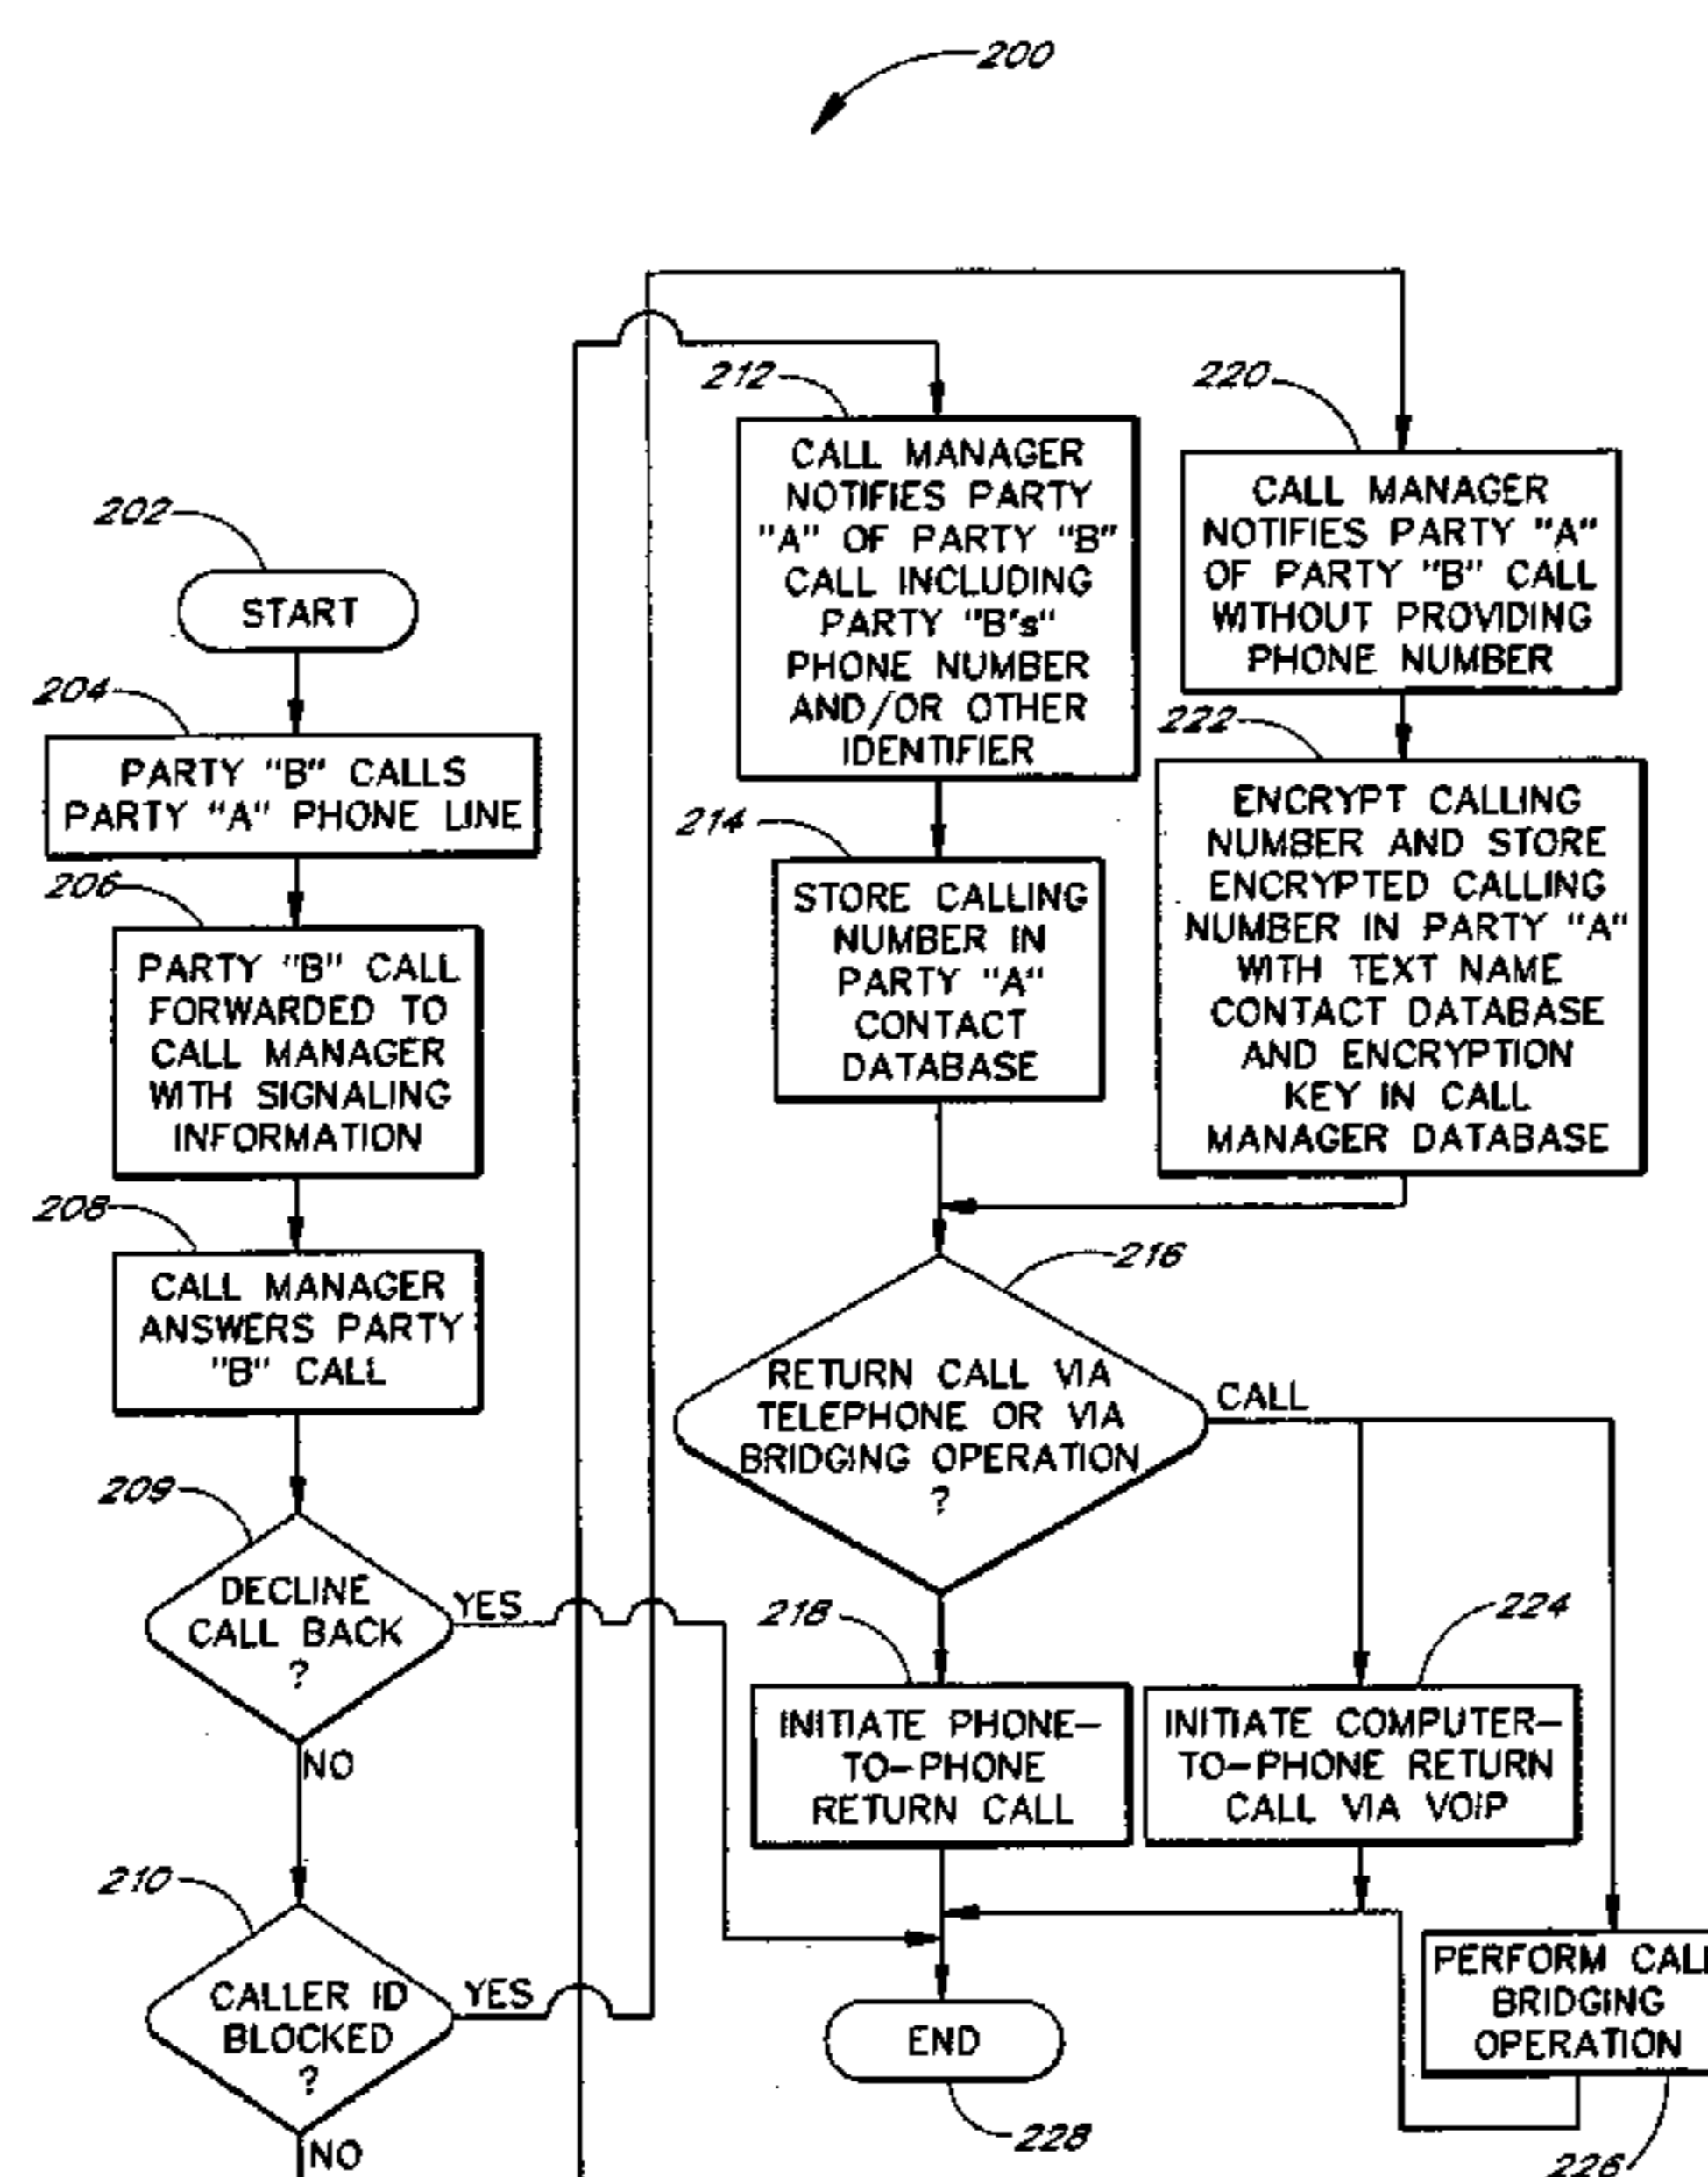 200
202
START
204
PARTY "B" CALLS
PARTY "A" PHONE LINE
206
PARTY "B" CALL
FORWARDED TO
CALL MANAGER
WITH SIGNALING
INFORMATION
208
CALL MANAGER
ANSWERS PARTY
"B" CALL
209
DECLINE
CALL BACK
?
YES
NO
210
CALLER ID
BLOCKED
?
YES
NO
212
CALL MANAGER
NOTIFIES PARTY
"A" OF PARTY "B"
CALL INCLUDING
PARTY "B's"
PHONE NUMBER
AND/OR OTHER
IDENTIFIER
214
STORE CALLING
NUMBER IN
PARTY "A"
CONTACT
DATABASE
220
CALL MANAGER
NOTIFIES PARTY "A"
OF PARTY "B" CALL
WITHOUT PROVIDING
PHONE NUMBER
222
ENCRYPT CALLING
NUMBER AND STORE
ENCRYPTED CALLING
NUMBER IN PARTY "A"
WITH TEXT NAME
CONTACT DATABASE
AND ENCRYPTION
KEY IN CALL
MANAGER DATABASE
216
RETURN CALL VIA
TELEPHONE OR VIA
BRIDGING OPERATION
?
CALL
218
INITIATE PHONE-
TO-PHONE
RETURN CALL
224
INITIATE COMPUTER-
TO-PHONE RETURN
CALL VIA VOIP
PERFORM CALL
BRIDGING
OPERATION
226
END
228